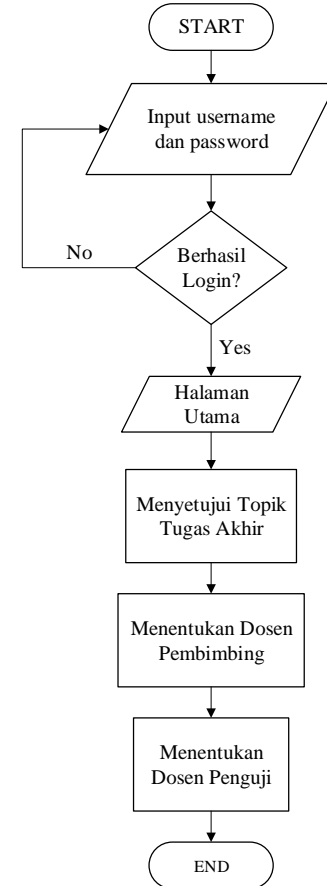 START
Input username
dan password
No
Berhasil
Login?
Yes
Halaman
Utama
Menyetujui Topik
Tugas Akhir
Menentukan Dosen
Pembimbing
Menentukan
Dosen Penguji
END